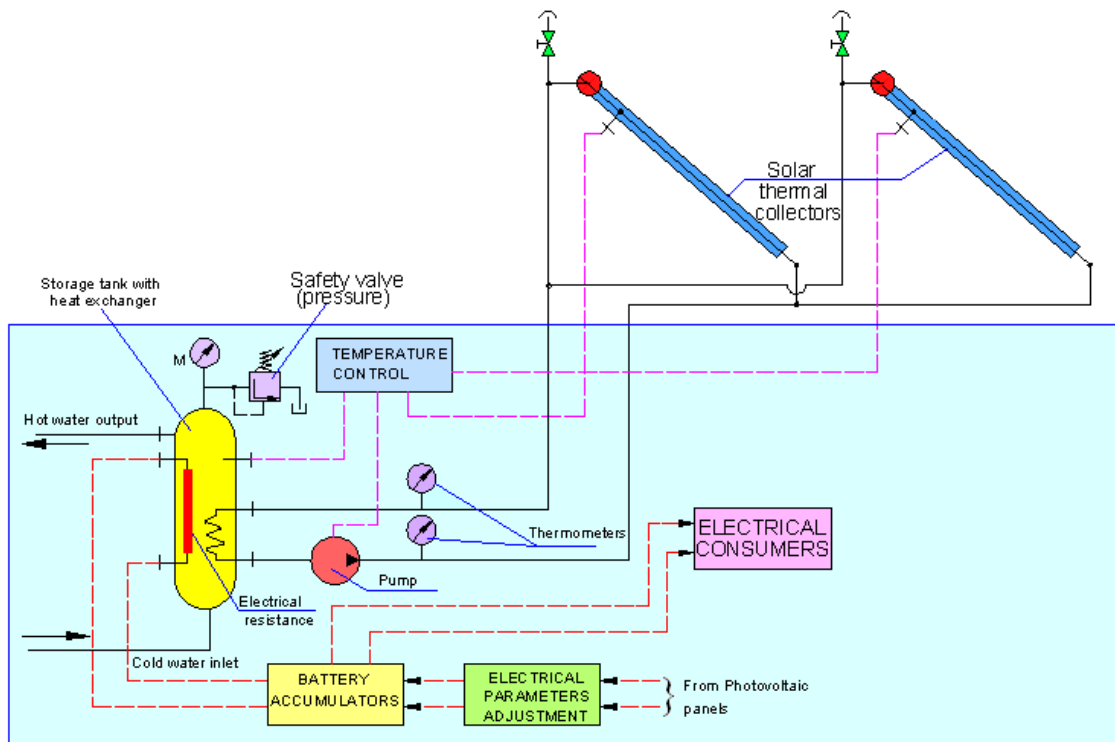 Solar
thermal
collectors
Storage tank with
heat exchanger
Safety valve
(pressure)
M
TEMPERATURE
CONTROL
Hot water output
Thermometers
ELECTRICAL
CONSUMERS
Pump
Electrical
resistance
Cold water inlet
BATTERY
ACCUMULATORS
ELECTRICAL
PARAMETERS
ADJUSTMENT
From Photovoltaic
panels